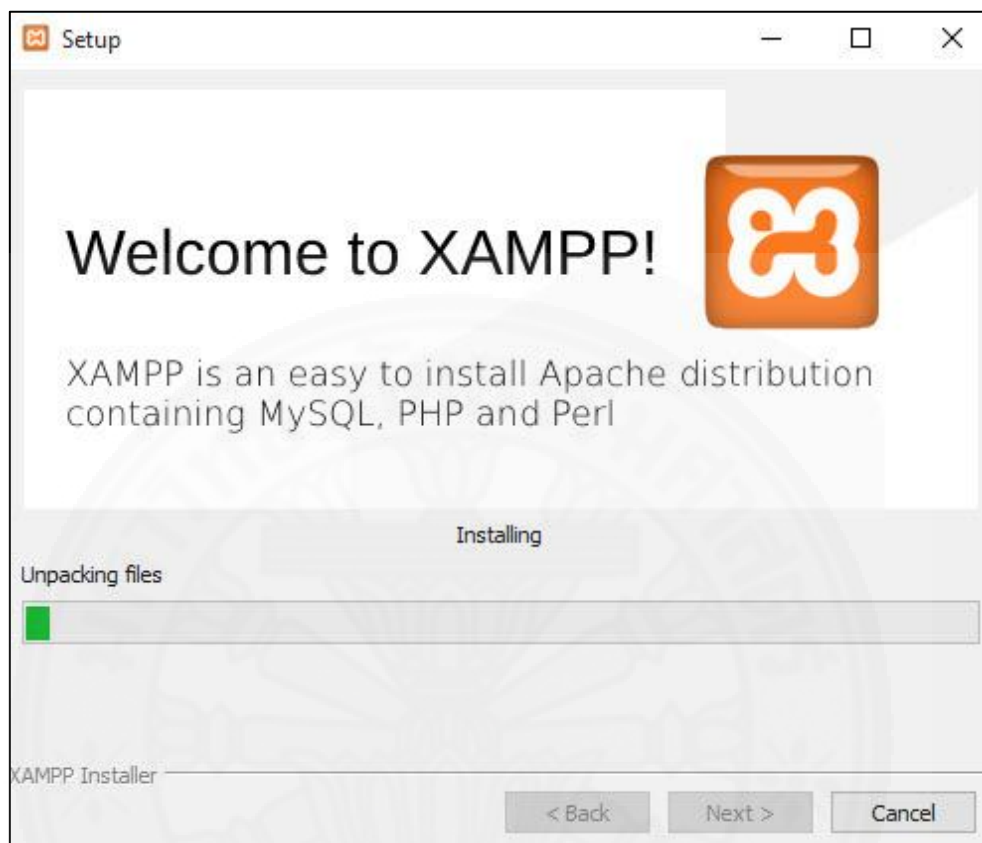 Setup
Welcome to XAMPP!
XAMPP is an easy to install Apache distribution
containing MySQL, PHP and Perl
Installing
Unpacking files
XAMPP Installer
< Back
Next >
Cancel